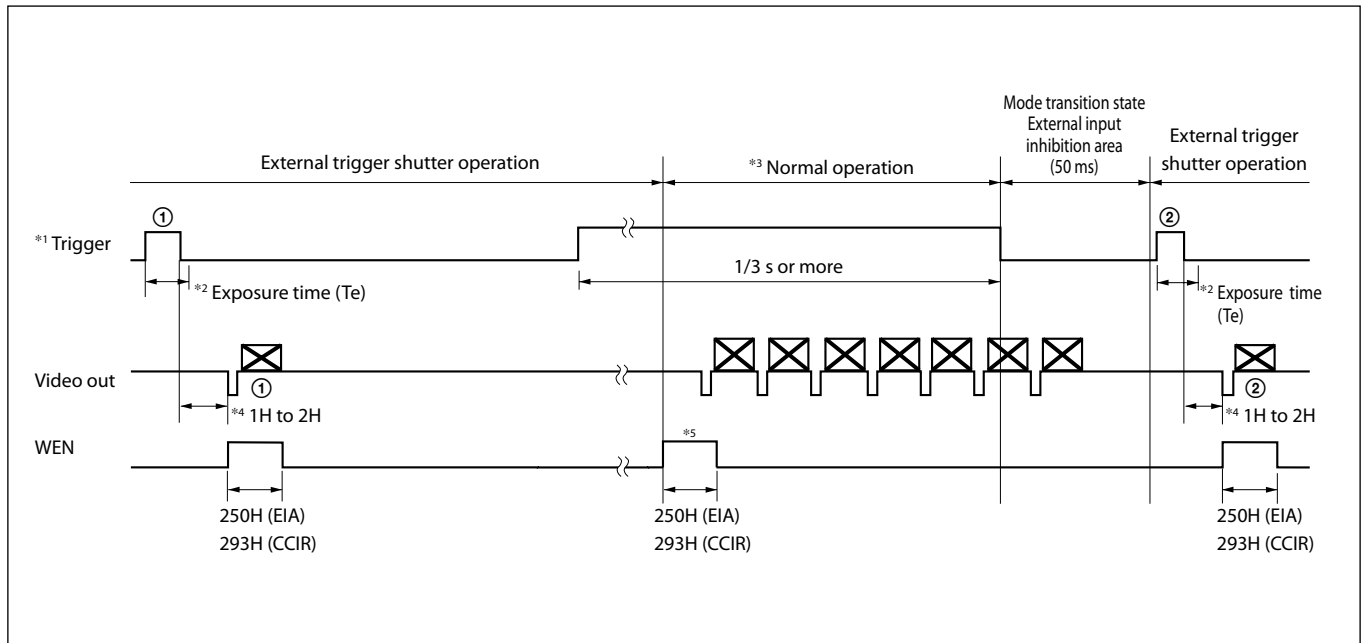 Mode transition state
External input
inhibition area
(50 ms)
External trigger
shutter operation
External trigger shutter operation
*3 Normal operation
① ②
*1 Trigger
1/3 s or more
*2 Exposure time (Te)
*2 Exposure time
(Te)
Video out
① ②
*4 1H to 2H
*4 1H to 2H
WEN
*5
250H (EIA)
293H (CCIR)
250H (EIA)
293H (CCIR)
250H (EIA)
293H (CCIR)